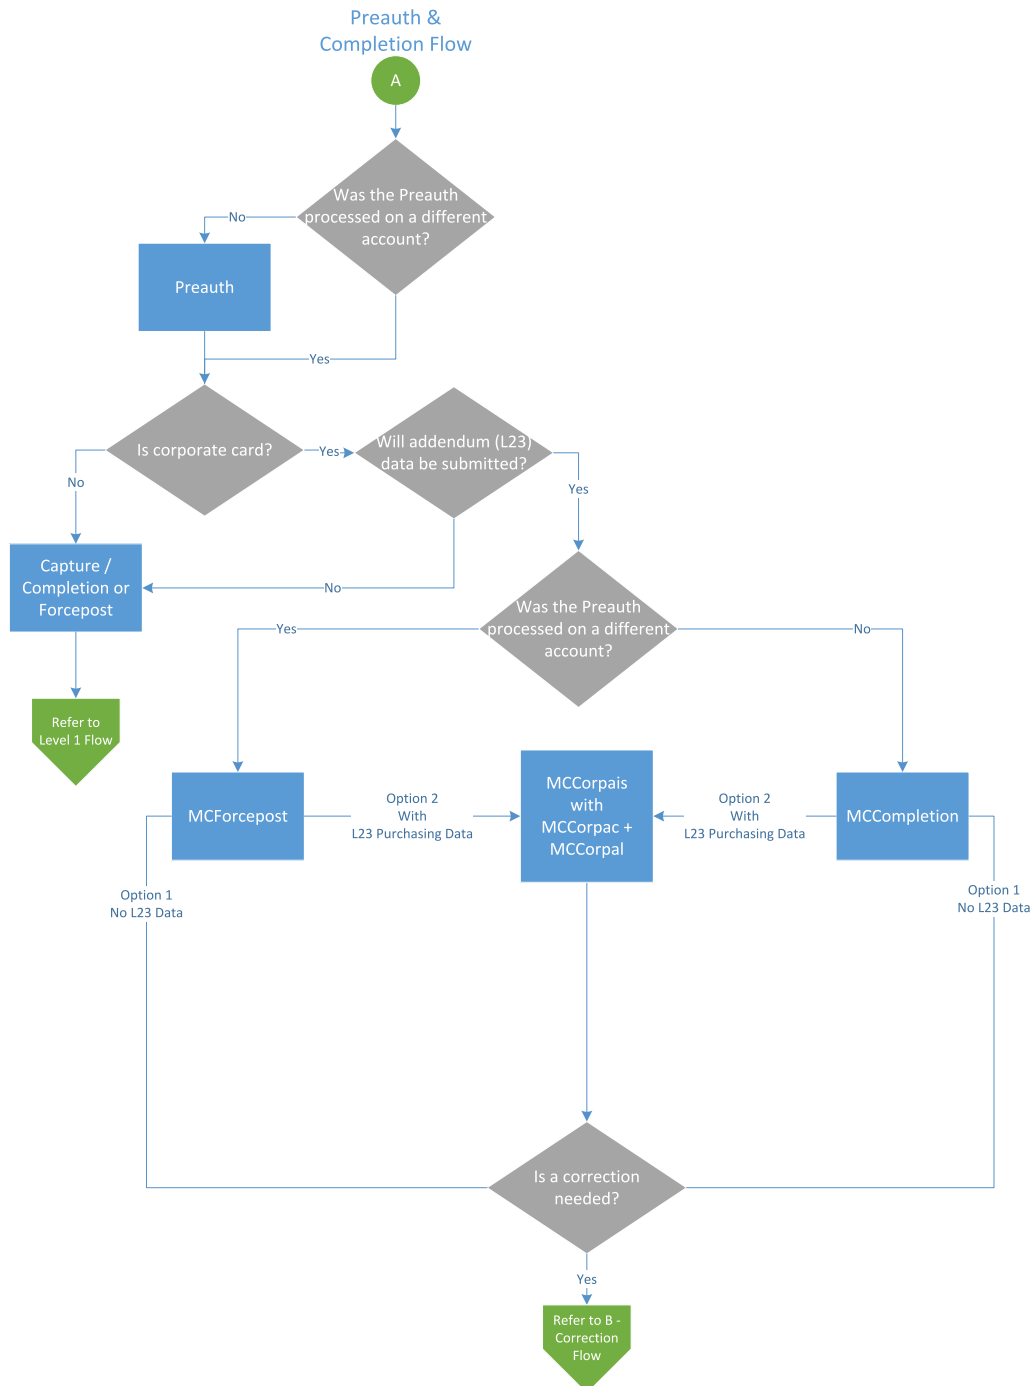 Preauth &
Completion Flow
A
Was the Preauth
processed on a different
account?
No
Preauth
Yes
Is corporate card?
Yes
Will addendum (L23)
data be submitted?
No
Yes
Capture /
Completion or
Forcepost
No
Was the Preauth
processed on a different
account?
Yes
No
Refer to
Level 1 Flow
MCForcepost
Option 2
With
L23 Purchasing Data
MCCorpais
with
MCCorpac +
MCCorpal
Option 2
With
L23 Purchasing Data
MCCompletion
Option 1
No L23 Data
Option 1
No L23 Data
Is a correction
needed?
Yes
Refer to B -
Correction
Flow